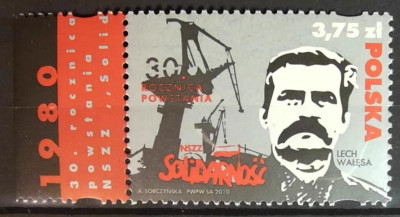 1980
30 rocznica
powstania
NSZZ „Solid
30.
ROCZNICA
POWSTANIA
NSZZ
SOLIDARNOŚĆ
A. SOBCZYŃSKA PWPW SA 2010
3,75 zł
POLSKA
LECH
WAŁĘSA